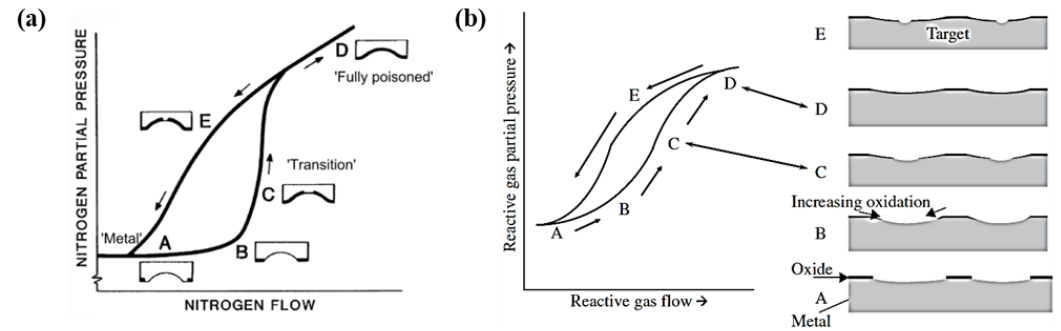 (a)
NITROGEN PARTIAL PRESSURE
D
'Fully poisoned'
E
'Transition'
C
'Metal'
A
B
NITROGEN FLOW
(b)
Reactive gas partial pressure →
E
D
C
B
A
Reactive gas flow →
E
Target
D
C
Increasing oxidation
B
Oxide
A
Metal